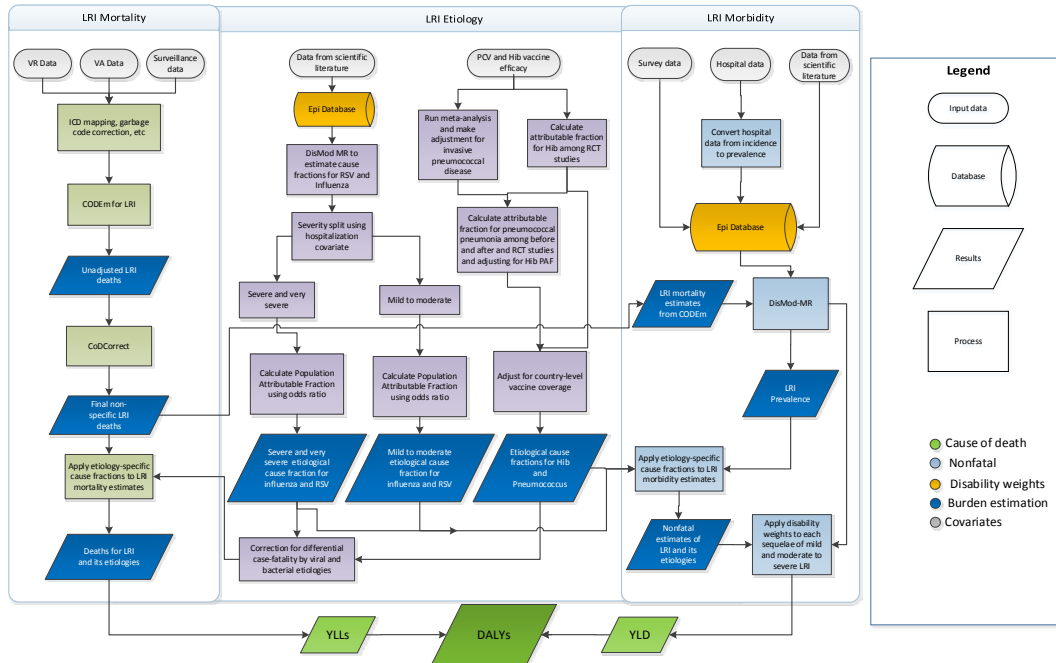 LRI Mortality
VR Data
VA Data
Surveillance
data
ICD mapping, garbage
code correction, etc
CODEm for LRI
Unadjusted LRI
deaths
CoDCorrect
Final non-
specific LRI
deaths
Apply etiology-specific
cause fractions to LRI
mortality estimates
Deaths for LRI
and its etiologies
LRI Etiology
Data from scientific
literature
Epi Database
DisMod MR to
estimate cause
fractions for RSV and
Influenza
Severity split using
hospitalization
covariate
Severe and very
severe
Mild to moderate
Calculate Population
Attributable Fraction
using odds ratio
Calculate Population
Attributable Fraction
using odds ratio
Severe and very
severe etiological
cause fraction for
influenza and RSV
Mild to moderate
etiological cause
fraction for
influenza and RSV
Correction for differential
case-fatality by viral and
bacterial etiologies
PCV and Hib vaccine
efficacy
Run meta-analysis and
make adjustment for
invasive
pneumococcal
disease
Calculate
attributable fraction
for Hib among RCT
studies
Calculate attributable
fraction for pneumococcal
pneumonia among before
and after and RCT studies
and adjusting for Hib PAF
Adjust for country-level
vaccine coverage
Etiological cause
fractions for Hib
and
Pneumococcus
LRI Morbidity
Survey data
Hospital data
Data from
scientific
literature
Convert hospital
data from incidence
to prevalence
Epi Database
LRI mortality
estimates
from CODEm
DisMod-MR
LRI
Prevalence
Apply etiology-specific
cause fractions to LRI
morbidity estimates
Nonfatal
estimates of
LRI and its
etiologies
Apply disability
weights to each
sequelae of mild
and moderate to
severe LRI
YLLs
DALYs
YLD
Legend
Input data
Database
Results
Process
Cause of death
Nonfatal
Disability weights
Burden estimation
Covariates